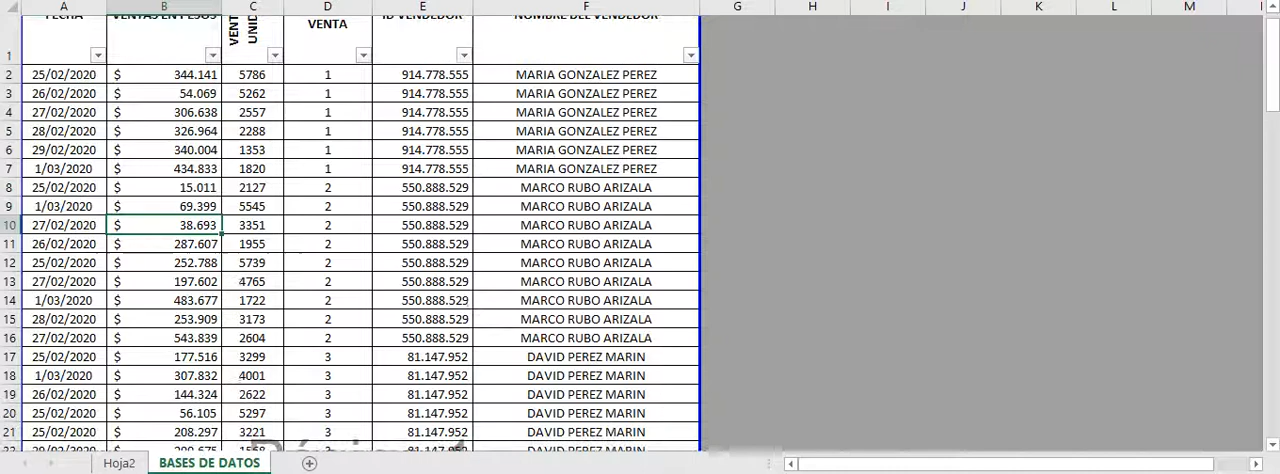 A B C D E F G H I J K L M
1 FECHA VENTAS EN PESOS VENT UNID VENTA ID VENDEDOR NOMBRE DEL VENDEDOR
2 25/02/2020 $ 344.141 5786 1 914.778.555 MARIA GONZALEZ PEREZ
3 26/02/2020 $ 54.069 5262 1 914.778.555 MARIA GONZALEZ PEREZ
4 27/02/2020 $ 306.638 2557 1 914.778.555 MARIA GONZALEZ PEREZ
5 28/02/2020 $ 326.964 2288 1 914.778.555 MARIA GONZALEZ PEREZ
6 29/02/2020 $ 340.004 1353 1 914.778.555 MARIA GONZALEZ PEREZ
7 1/03/2020 $ 434.833 1820 1 914.778.555 MARIA GONZALEZ PEREZ
8 25/02/2020 $ 15.011 2127 2 550.888.529 MARCO RUBO ARIZALA
9 1/03/2020 $ 69.399 5545 2 550.888.529 MARCO RUBO ARIZALA
10 27/02/2020 $ 38.693 3351 2 550.888.529 MARCO RUBO ARIZALA
11 26/02/2020 $ 287.607 1955 2 550.888.529 MARCO RUBO ARIZALA
12 25/02/2020 $ 252.788 5739 2 550.888.529 MARCO RUBO ARIZALA
13 27/02/2020 $ 197.602 4765 2 550.888.529 MARCO RUBO ARIZALA
14 1/03/2020 $ 483.677 1722 2 550.888.529 MARCO RUBO ARIZALA
15 28/02/2020 $ 253.909 3173 2 550.888.529 MARCO RUBO ARIZALA
16 27/02/2020 $ 543.839 2604 2 550.888.529 MARCO RUBO ARIZALA
17 25/02/2020 $ 177.516 3299 3 81.147.952 DAVID PEREZ MARIN
18 1/03/2020 $ 307.832 4001 3 81.147.952 DAVID PEREZ MARIN
19 26/02/2020 $ 144.324 2622 3 81.147.952 DAVID PEREZ MARIN
20 25/02/2020 $ 56.105 5297 3 81.147.952 DAVID PEREZ MARIN
21 25/02/2020 $ 208.297 3221 3 81.147.952 DAVID PEREZ MARIN
Hoja2 BASES DE DATOS